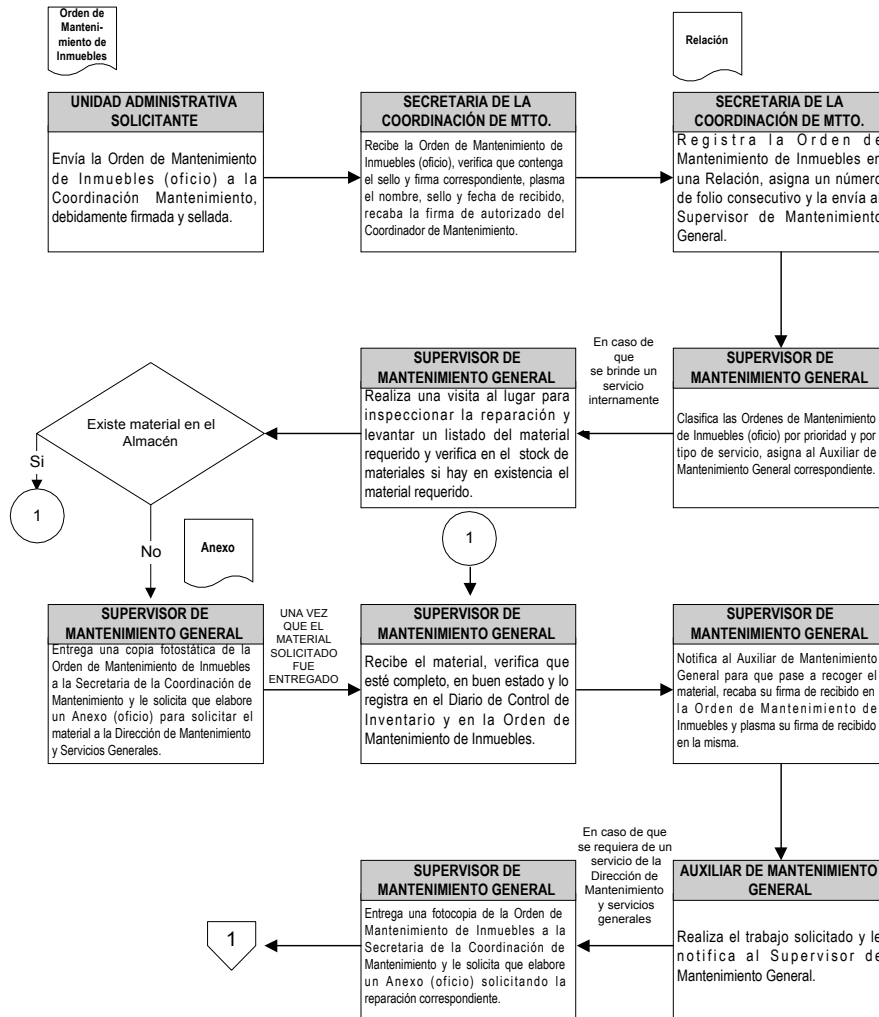 Orden de
Manteni-
miento de
Inmuebles
Relación
UNIDAD ADMINISTRATIVA
SOLICITANTE
Envía la Orden de Mantenimiento
de Inmuebles (oficio) a la
Coordinación Mantenimiento,
debidamente firmada y sellada.
SECRETARIA DE LA
COORDINACIÓN DE MTTO.
Recibe la Orden de Mantenimiento de
Inmuebles (oficio), verifica que contenga
el sello y firma correspondiente, plasma
el nombre, sello y fecha de recibido,
recaba la firma de autorizado del
Coordinador de Mantenimiento.
SECRETARIA DE LA
COORDINACIÓN DE MTTO.
Registra la Orden de
Mantenimiento de Inmuebles en
una Relación, asigna un número
de folio consecutivo y la envía al
Supervisor de Mantenimiento
General.
SUPERVISOR DE
MANTENIMIENTO GENERAL
Clasifica las Ordenes de Mantenimiento
de Inmuebles (oficio) por prioridad y por
tipo de servicio, asigna al Auxiliar de
Mantenimiento General correspondiente.
En caso de
que
se brinde un
servicio
internamente
SUPERVISOR DE
MANTENIMIENTO GENERAL
Realiza una visita al lugar para
inspeccionar la reparación y
levantar un listado del material
requerido y verifica en el stock de
materiales si hay en existencia el
material requerido.
Existe material en el
Almacén
Si
1
No
Anexo
1
SUPERVISOR DE
MANTENIMIENTO GENERAL
Entrega una copia fotostática de la
Orden de Mantenimiento de Inmuebles
a la Secretaria de la Coordinación de
Mantenimiento y le solicita que elabore
un Anexo (oficio) para solicitar el
material a la Dirección de Mantenimiento
y Servicios Generales.
UNA VEZ
QUE EL
MATERIAL
SOLICITADO
FUE
ENTREGADO
SUPERVISOR DE
MANTENIMIENTO GENERAL
Recibe el material, verifica que
esté completo, en buen estado y lo
registra en el Diario de Control de
Inventario y en la Orden de
Mantenimiento de Inmuebles.
SUPERVISOR DE
MANTENIMIENTO GENERAL
Notifica al Auxiliar de Mantenimiento
General para que pase a recoger el
material, recaba su firma de recibido en
la Orden de Mantenimiento de
Inmuebles y plasma su firma de recibido
en la misma.
AUXILIAR DE MANTENIMIENTO
GENERAL
Realiza el trabajo solicitado y le
notifica al Supervisor de
Mantenimiento General.
En caso de que
se requiera de un
servicio de la
Dirección de
Mantenimiento
y servicios
generales
SUPERVISOR DE
MANTENIMIENTO GENERAL
Entrega una fotocopia de la Orden de
Mantenimiento de Inmuebles a la
Secretaria de la Coordinación de
Mantenimiento y le solicita que elabore
un Anexo (oficio) solicitando la
reparación correspondiente.
1